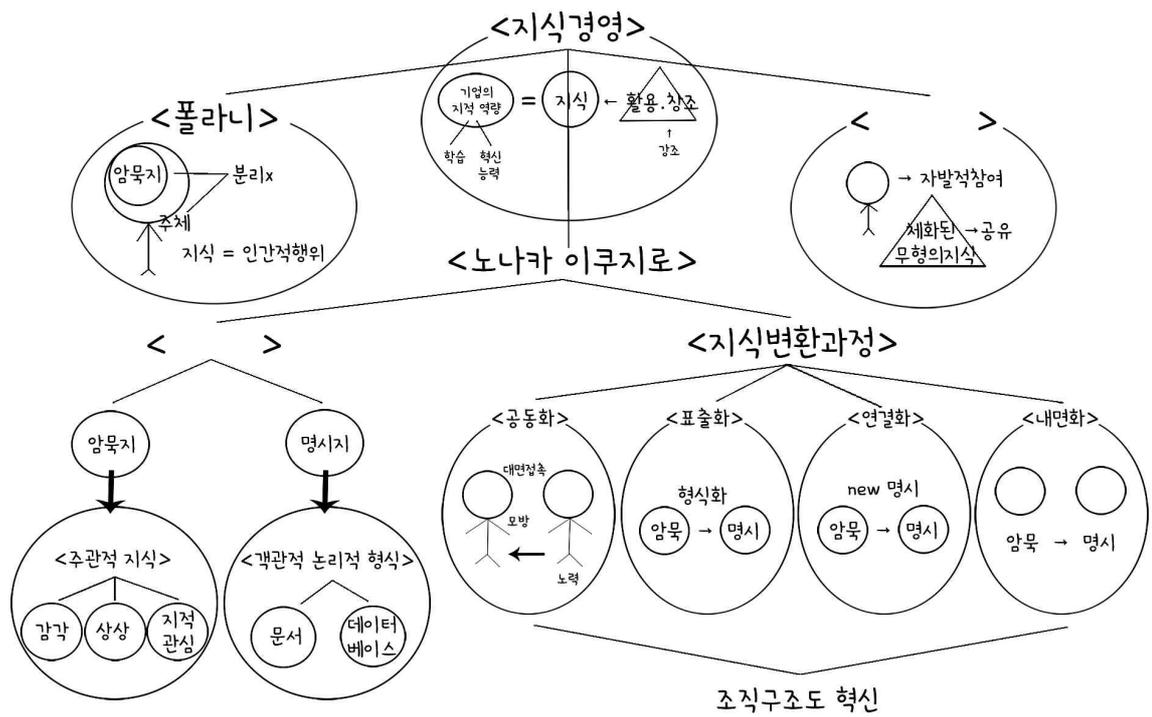 <지식경영>
기업의
지적 역량
=
지식
←
활용.창조
↑
강조
학습
혁신
능력
<폴라니>
암묵지
분리x
주체
지식 = 인간적행위
< >
→ 자발적참여
체화된 →공유
무형의지식
<노나카 이쿠지로>
< >
암묵지
명시지
<주관적 지식>
감각
상상
지적
관심
<객관적 논리적 형식>
문서
데이터
베이스
<지식변환과정>
<공동화>
대면접촉
모방
노력
<표출화>
형식화
암묵 → 명시
<연결화>
new 명시
암묵 → 명시
<내면화>
암묵 → 명시
조직구조도 혁신